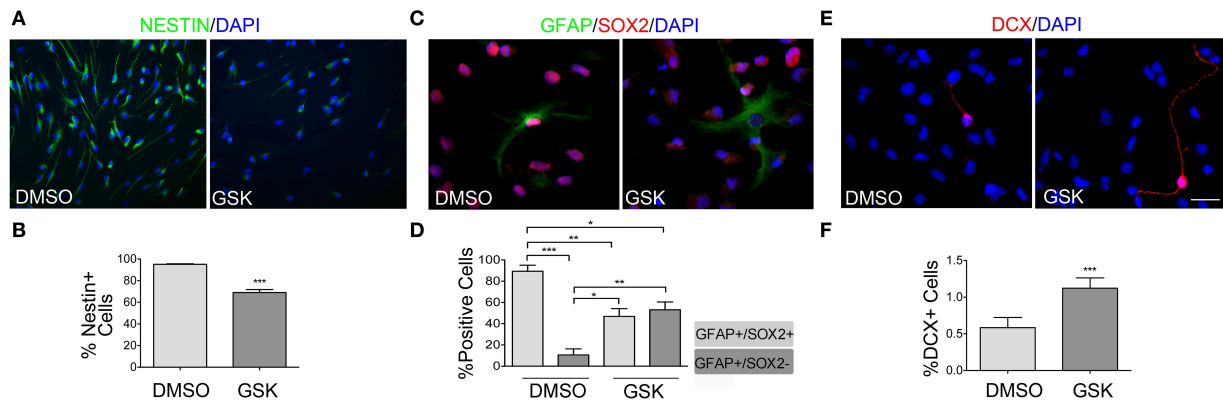 A
NESTIN/DAPI
DMSO
GSK
B
% Nestin+
Cells
100
80
60
40
20
0
***
DMSO
GSK
C
GFAP/SOX2/DAPI
DMSO
GSK
D
%Positive Cells
100
80
60
40
20
0
*
**
***
**
*
DMSO
GSK
GFAP+/SOX2+
GFAP+/SOX2-
E
DCX/DAPI
DMSO
GSK
F
%DCX+ Cells
1.5
1.0
0.5
0.0
***
DMSO
GSK